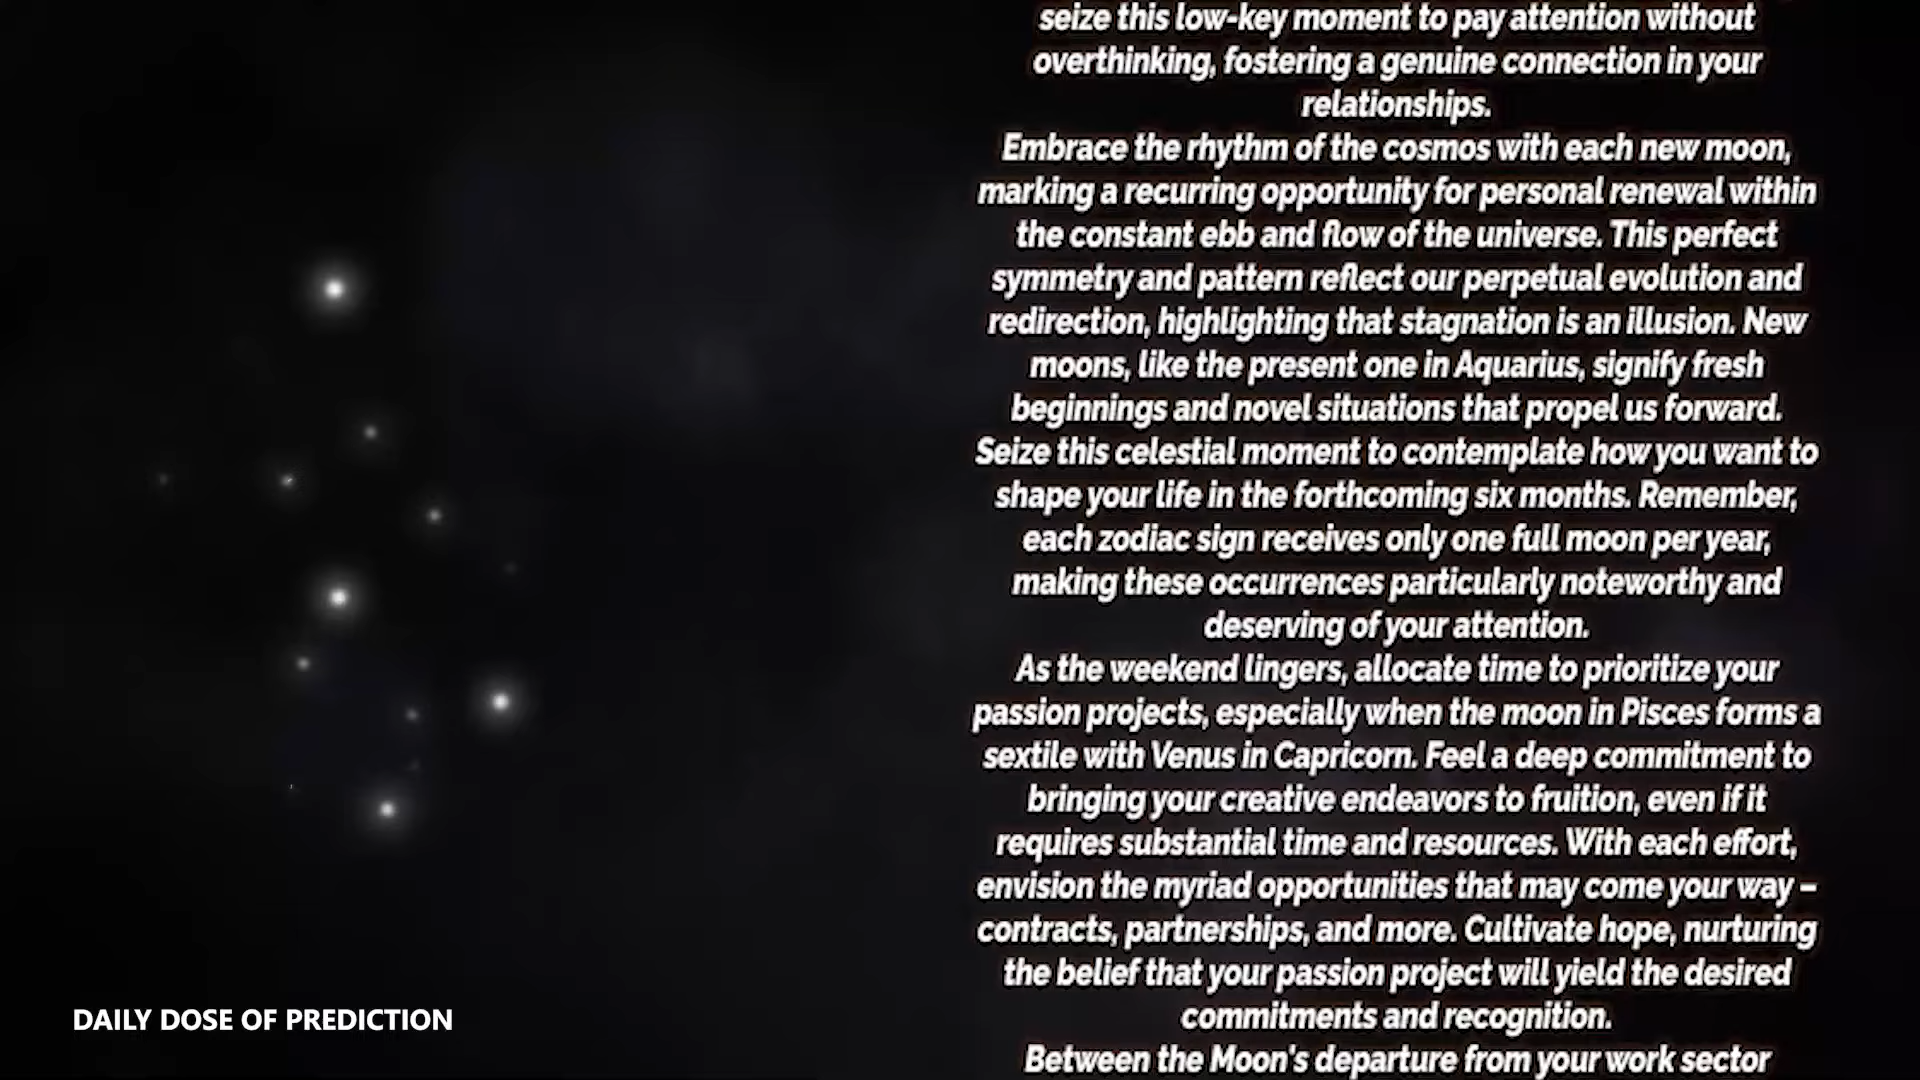 seize this low-key moment to pay attention without
overthinking, fostering a genuine connection in your
relationships.
Embrace the rhythm of the cosmos with each new moon,
marking a recurring opportunity for personal renewal within
the constant ebb and flow of the universe. This perfect
symmetry and pattern reflect our perpetual evolution and
redirection, highlighting that stagnation is an illusion. New
moons, like the present one in Aquarius, signify fresh
beginnings and novel situations that propel us forward.
Seize this celestial moment to contemplate how you want to
shape your life in the forthcoming six months. Remember,
each zodiac sign receives only one full moon per year,
making these occurrences particularly noteworthy and
deserving of your attention.
As the weekend lingers, allocate time to prioritize your
passion projects, especially when the moon in Pisces forms a
sextile with Venus in Capricorn. Feel a deep commitment to
bringing your creative endeavors to fruition, even if it
requires substantial time and resources. With each effort,
envision the myriad opportunities that may come your way –
contracts, partnerships, and more. Cultivate hope, nurturing
the belief that your passion project will yield the desired
commitments and recognition.
Between the Moon's departure from your work sector
DAILY DOSE OF PREDICTION